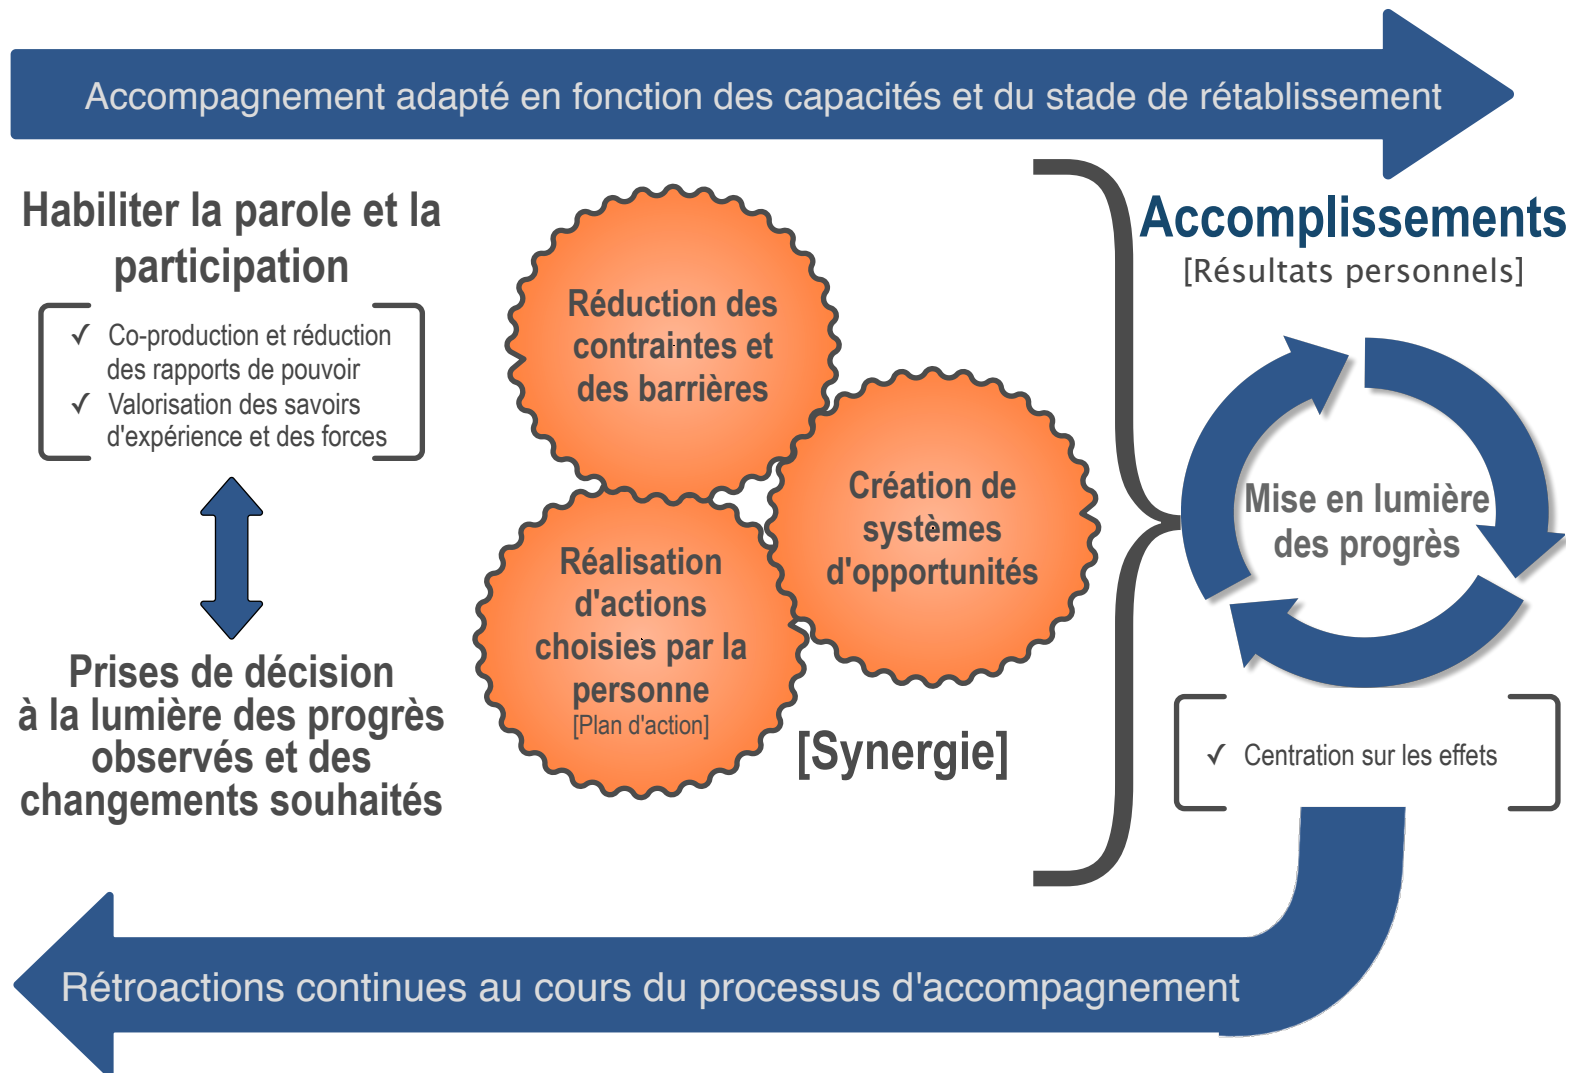 Accompagnement adapté en fonction des capacités et du stade de rétablissement
Habiliter la parole et la
participation
✓ Co-production et réduction
des rapports de pouvoir
✓ Valorisation des savoirs
d'expérience et des forces
Prises de décision
à la lumière des progrès
observés et des
changements souhaités
Réduction des
contraintes et
des barrières
Création de
systèmes
d'opportunités
Réalisation
d'actions
choisies par la
personne
[Plan d'action]
[Synergie]
Accomplissements
[Résultats personnels]
Mise en lumière
des progrès
✓ Centration sur les effets
Rétroactions continues au cours du processus d'accompagnement